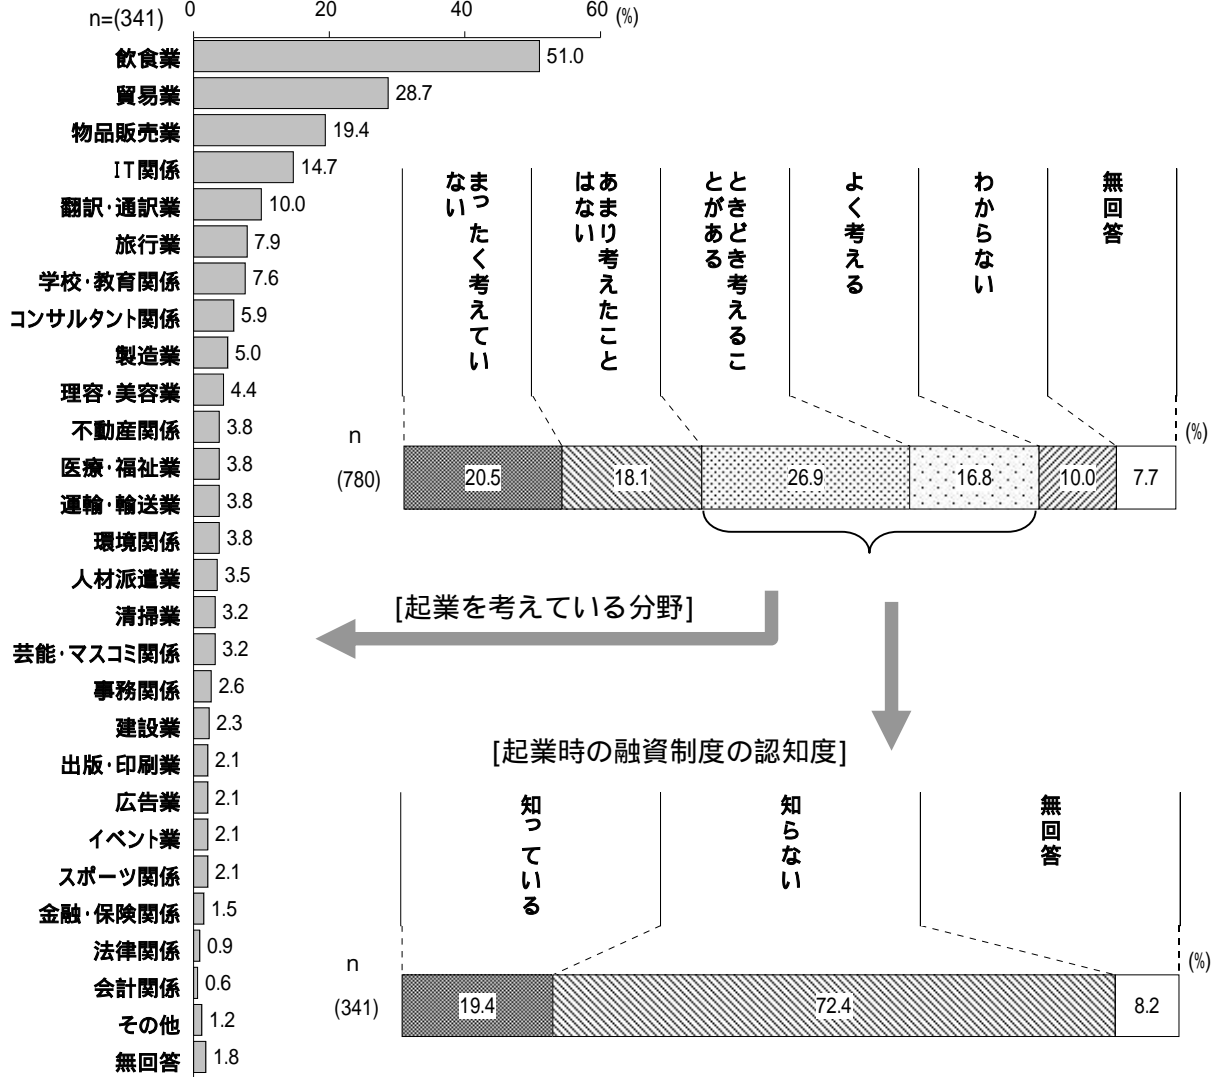 n=(341)
0 20 40 60 (%)
飲食業 51.0
貿易業 28.7
物品販売業 19.4
IT関係 14.7
翻訳・通訳業 10.0
旅行業 7.9
学校・教育関係 7.6
コンサルタント関係 5.9
製造業 5.0
理容・美容業 4.4
不動産関係 3.8
医療・福祉業 3.8
運輸・輸送業 3.8
環境関係 3.8
人材派遣業 3.5
清掃業 3.2
芸能・マスコミ関係 3.2
事務関係 2.6
建設業 2.3
出版・印刷業 2.1
広告業 2.1
イベント業 2.1
スポーツ関係 2.1
金融・保険関係 1.5
法律関係 0.9
会計関係 0.6
その他 1.2
無回答 1.8
まったく考えてい
ない
あまり考えたこと
はない
ときどき考えるこ
とがある
よく考える
わからない
無回答
n
(%)
(780) 20.5 18.1 26.9 16.8 10.0 7.7
[起業を考えている分野]
[起業時の融資制度の認知度]
知っている
知らない
無回答
n
(%)
(341) 19.4 72.4 8.2